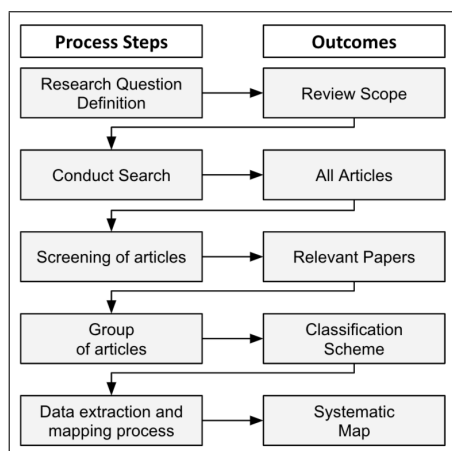 Process Steps
Outcomes
Research Question
Definition
Review Scope
Conduct Search
All Articles
Screening of articles
Relevant Papers
Group
of articles
Classification
Scheme
Data extraction and
mapping process
Systematic
Map